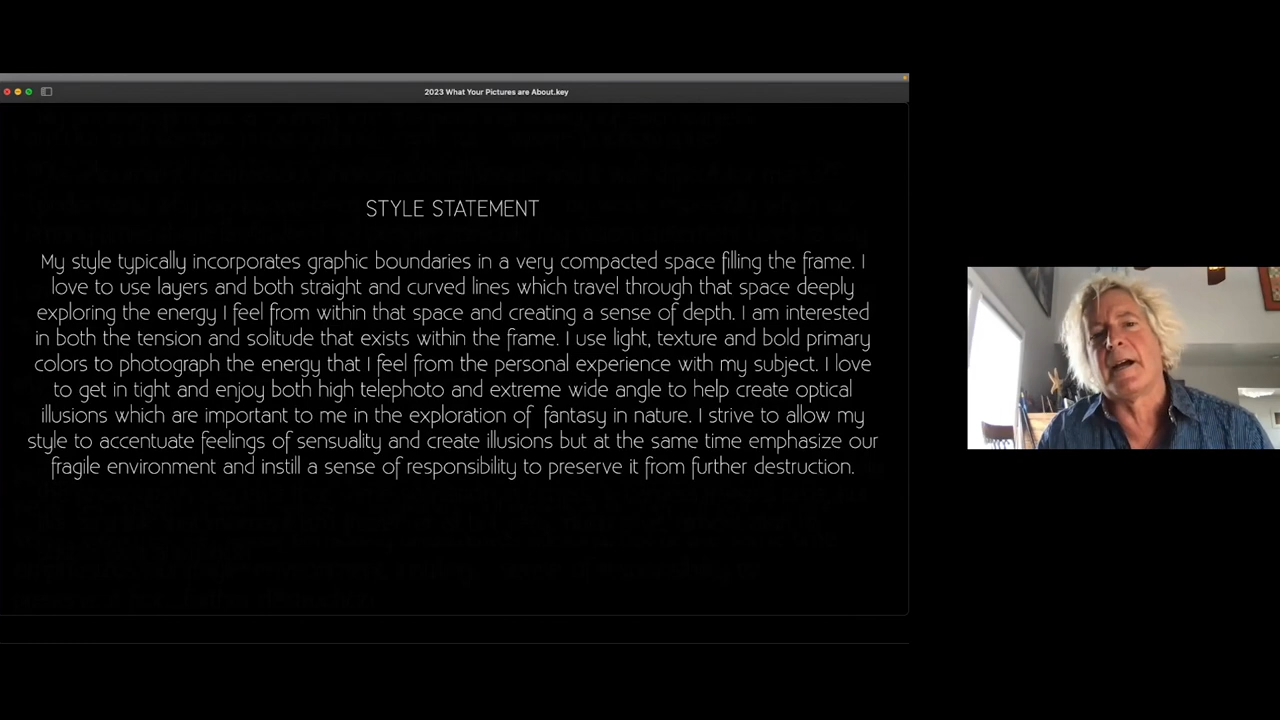 2023 What Your Pictures are About.key
STYLE STATEMENT
My style typically incorporates graphic boundaries in a very compacted space filling the frame. I
love to use layers and both straight and curved lines which travel through that space deeply
exploring the energy I feel from within that space and creating a sense of depth. I am interested
in both the tension and solitude that exists within the frame. I use light, texture and bold primary
colors to photograph the energy that I feel from the personal experience with my subject. I love
to get in tight and enjoy both high telephoto and extreme wide angle to help create optical
illusions which are important to me in the exploration of fantasy in nature. I strive to allow my
style to accentuate feelings of sensuality and create illusions but at the same time emphasize our
fragile environment and instill a sense of responsibility to preserve it from further destruction.